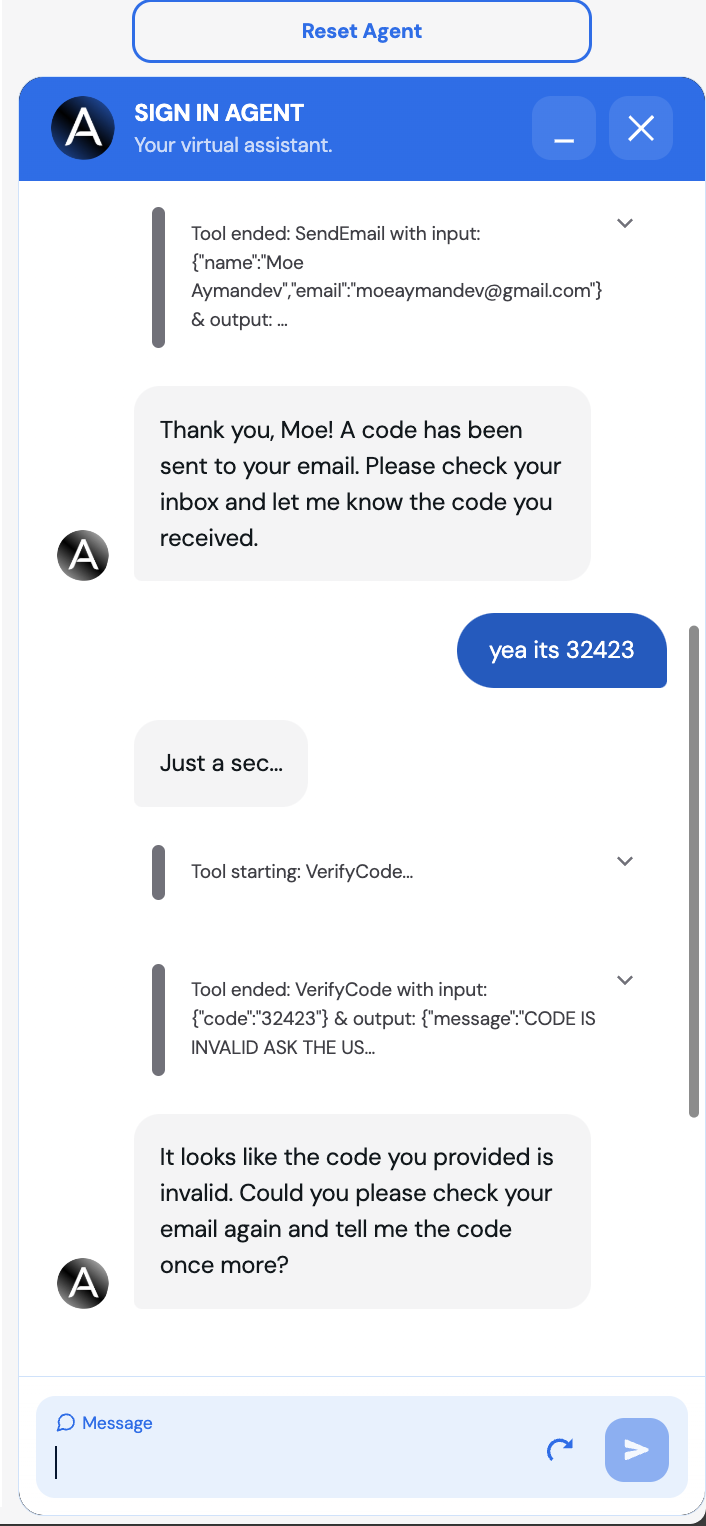 Reset Agent
A
SIGN IN AGENT
Your virtual assistant.
Tool ended: SendEmail with input:
{"name":"Moe
Aymandev","email":"moeaymandev@gmail.com"}
& output: ...
Thank you, Moe! A code has been
sent to your email. Please check your
inbox and let me know the code you
received.
A
yea its 32423
Just a sec...
Tool starting: VerifyCode...
Tool ended: VerifyCode with input:
{"code":"32423"} & output: {"message":"CODE IS
INVALID ASK THE US...
It looks like the code you provided is
invalid. Could you please check your
email again and tell me the code
once more?
A
Message